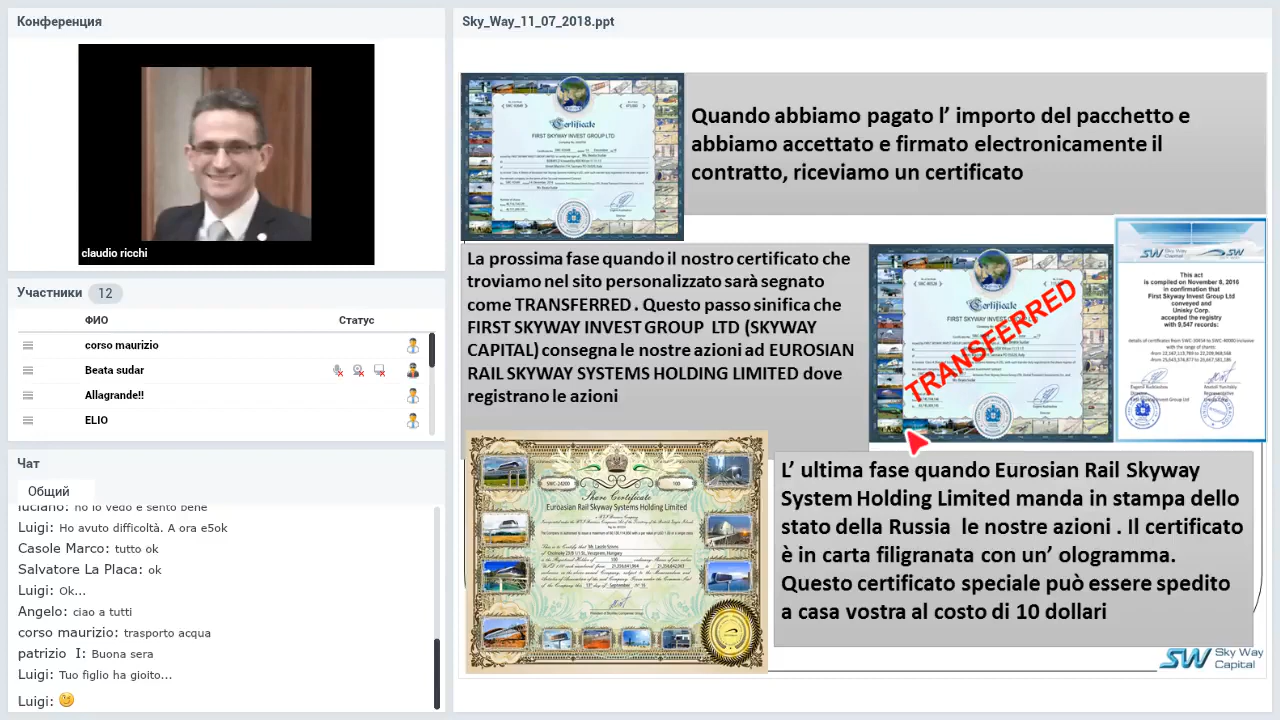 Конференция
claudio ricchi
Участники 12
ФИО Статус
corso maurizio
Beata sudar
Allagrande!!
ELIO
Чат
Общий
luciano: no lo vedo e sento bene
Luigi: Ho avuto difficoltà. A ora e5ok
Casole Marco: tutto ok
Salvatore La Placa: ok
Luigi: Ok...
Angelo: ciao a tutti
corso maurizio: trasporto acqua
patrizio I: Buona sera
Luigi: Tuo figlio ha gioito...
Luigi:
Sky_Way_11_07_2018.ppt
Certificate
FIRST SKYWAY INVEST GROUP LTD
Quando abbiamo pagato l’ importo del pacchetto e
abbiamo accettato e firmato electronicamente il
contratto, riceviamo un certificato
La prossima fase quando il nostro certificato che
troviamo nel sito personalizzato sarà segnato
come TRANSFERRED . Questo passo sinifica che
FIRST SKYWAY INVEST GROUP LTD (SKYWAY
CAPITAL) consegna le nostre azioni ad EUROSIAN
RAIL SKYWAY SYSTEMS HOLDING LIMITED dove
registrano le azioni
Certificate
TRANSFERRED
SW Sky Way Capital
This act
is compiled on November 8, 2016
in confirmation that
First Skyway Invest Group Ltd
conveyed and
Unisky Corp.
accepted the registry
with 9,547 records:
Share Certificate
Euroasian Rail Skyway Systems Holding Limited
L’ ultima fase quando Eurosian Rail Skyway
System Holding Limited manda in stampa dello
stato della Russia le nostre azioni . Il certificato
è in carta filigranata con un ologramma.
Questo certificato speciale può essere spedito
a casa vostra al costo di 10 dollari
SW Sky Way
Capital